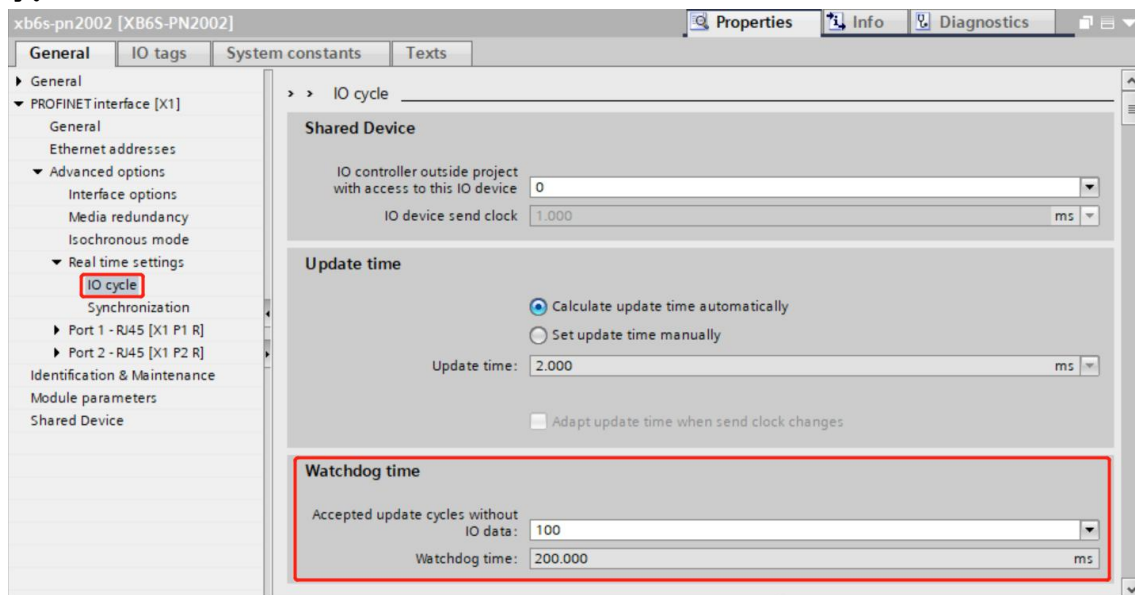 xb6s-pn2002 [XB6S-PN2002]
Properties
Info
Diagnostics
General
IO tags
System constants
Texts
General
PROFINET interface [X1]
General
Ethernet addresses
Advanced options
Interface options
Media redundancy
Isochronous mode
Real time settings
IO cycle
Synchronization
Port 1 - RJ45 [X1 P1 R]
Port 2 - RJ45 [X1 P2 R]
Identification & Maintenance
Module parameters
Shared Device
> > IO cycle
Shared Device
IO controller outside project
with access to this IO device 0
IO device send clock 1.000 ms
Update time
Calculate update time automatically
Set update time manually
Update time: 2.000 ms
Adapt update time when send clock changes
Watchdog time
Accepted update cycles without
IO data: 100
Watchdog time: 200.000 ms